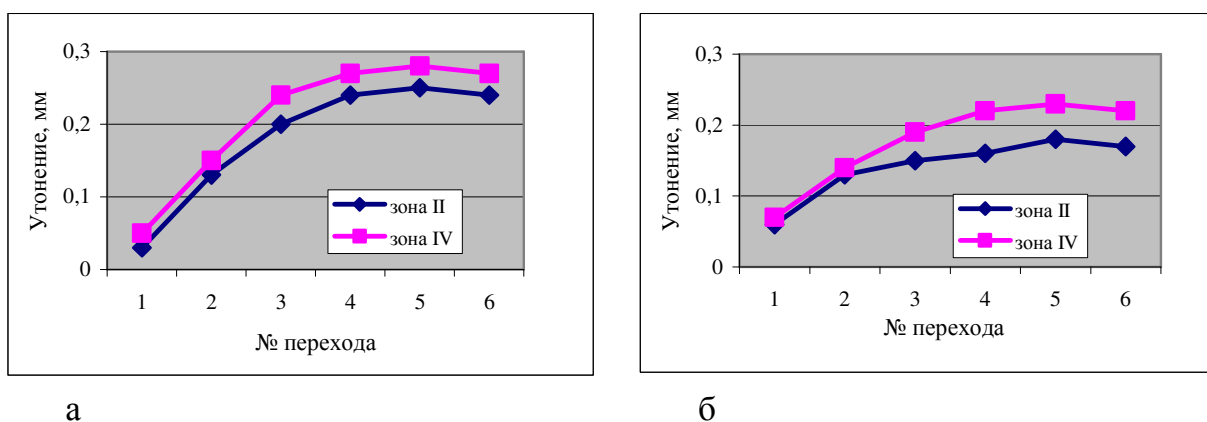 Утонение, мм
0,3
0,2
0,1
0
зона II
зона IV
1 2 3 4 5 6
№ перехода
а
Утонение, мм
0,3
0,2
0,1
0
зона II
зона IV
1 2 3 4 5 6
№ перехода
б